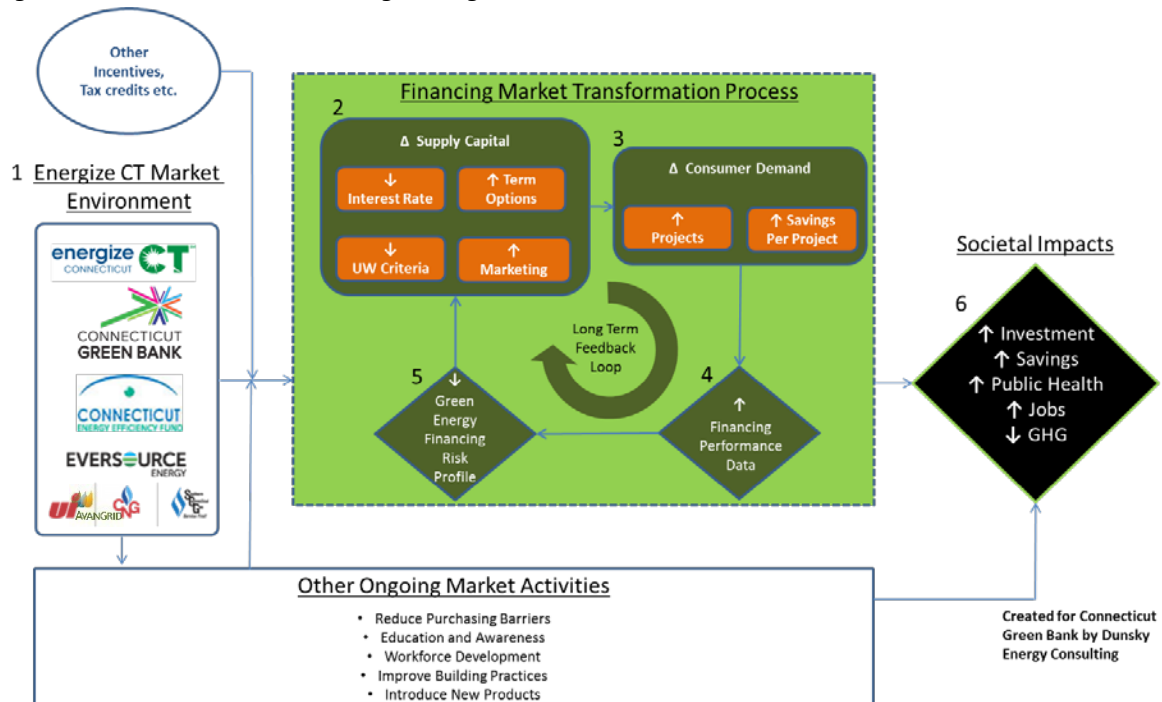 Other
Incentives,
Tax credits etc.
1 Energize CT Market
Environment
energize
CONNECTICUT CT
CONNECTICUT
GREEN BANK
CONNECTICUT
ENERGY EFFICIENCY FUND
EVERSOURCE
ENERGY
UI
AVANGRID
CNG
SCG
Financing Market Transformation Process
2
Δ Supply Capital
↓
Interest Rate
↑ Term
Options
↓
UW Criteria
↑
Marketing
3
Δ Consumer Demand
↑
Projects
↑ Savings
Per Project
Long Term
Feedback
Loop
4
↑
Financing
Performance
Data
5
↓
Green
Energy
Financing
Risk
Profile
Societal Impacts
6
↑ Investment
↑ Savings
↑ Public Health
↑ Jobs
↓ GHG
Other Ongoing Market Activities
• Reduce Purchasing Barriers
• Education and Awareness
• Workforce Development
• Improve Building Practices
• Introduce New Products
Created for Connecticut
Green Bank by Dunsky
Energy Consulting